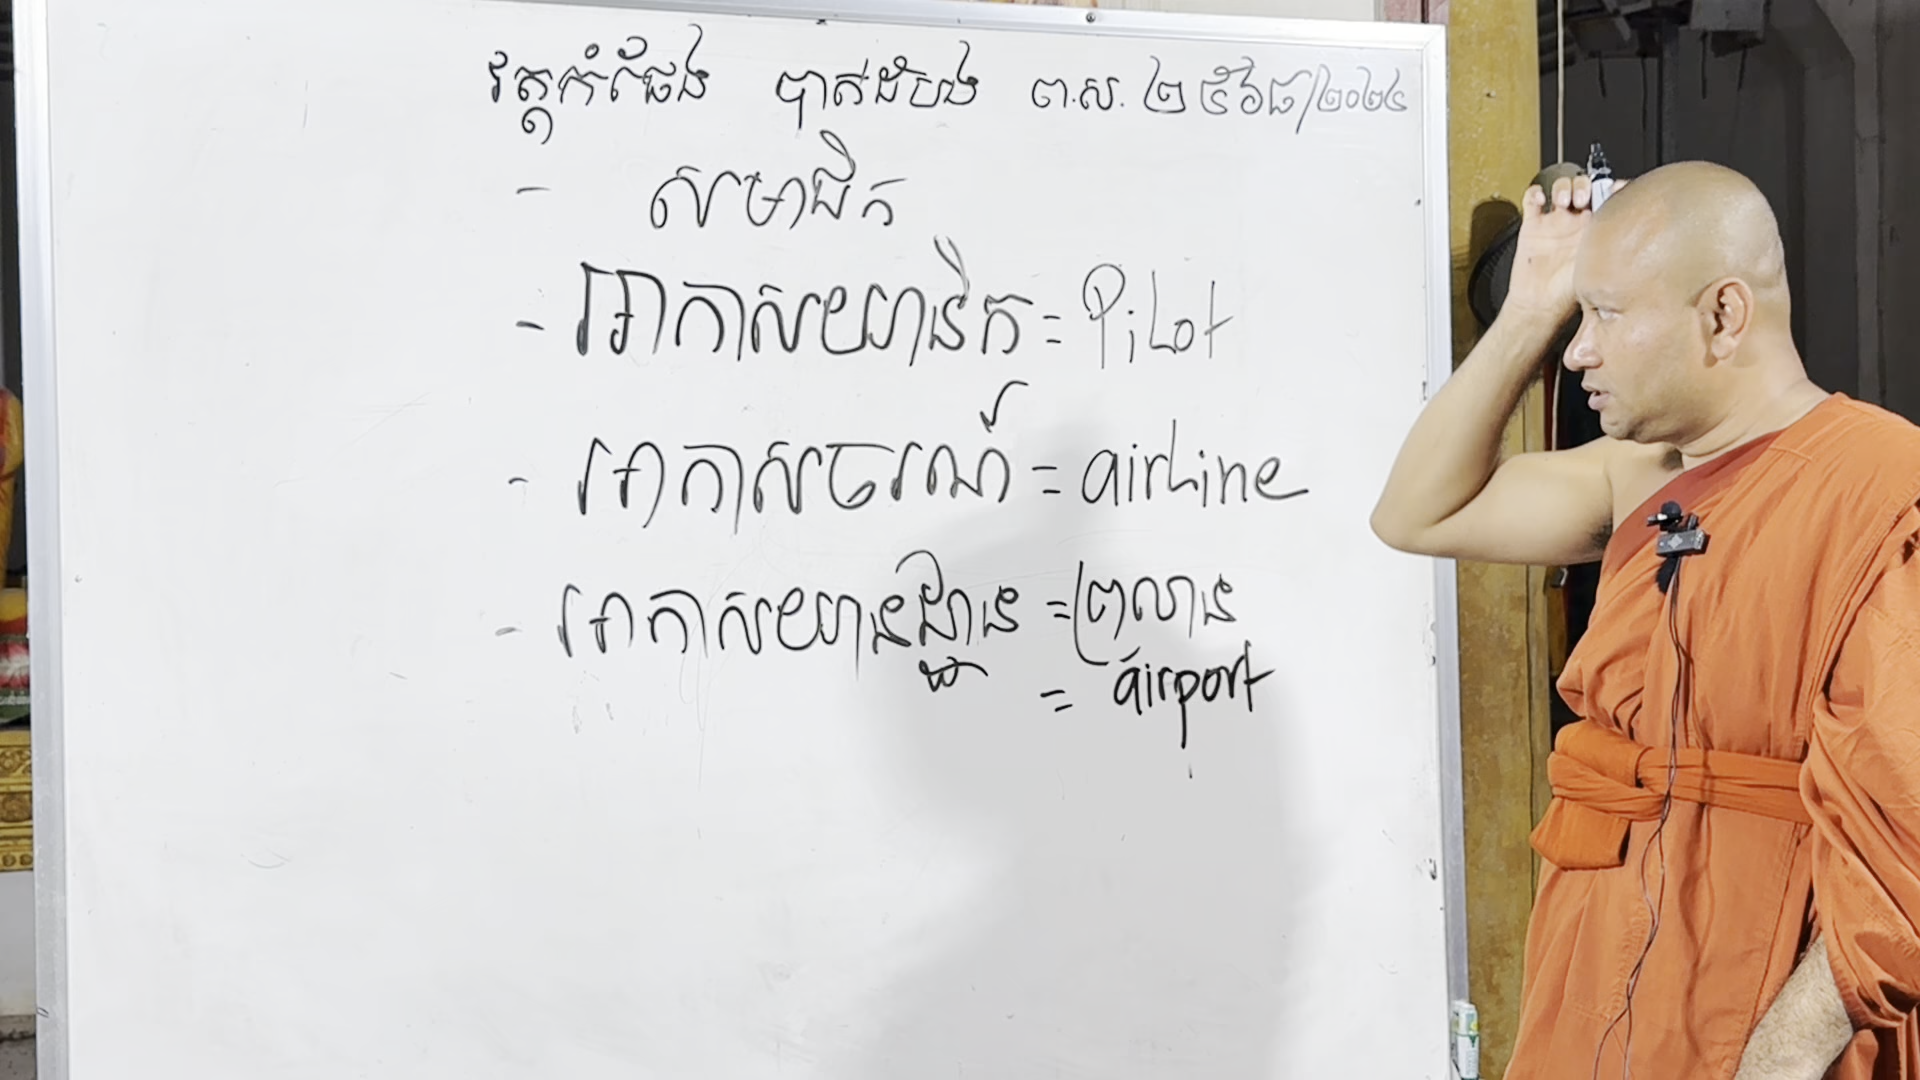 វត្តកំផែង បាត់ដំបង ព.ស. ២៥៦៨/២០២៤
- សមាជិក
- អាកាសយានិក = Pilot
- អាកាសចរណ៍ = airline
- អាកាសយានដ្ឋាន = ព្រលាន
= airport